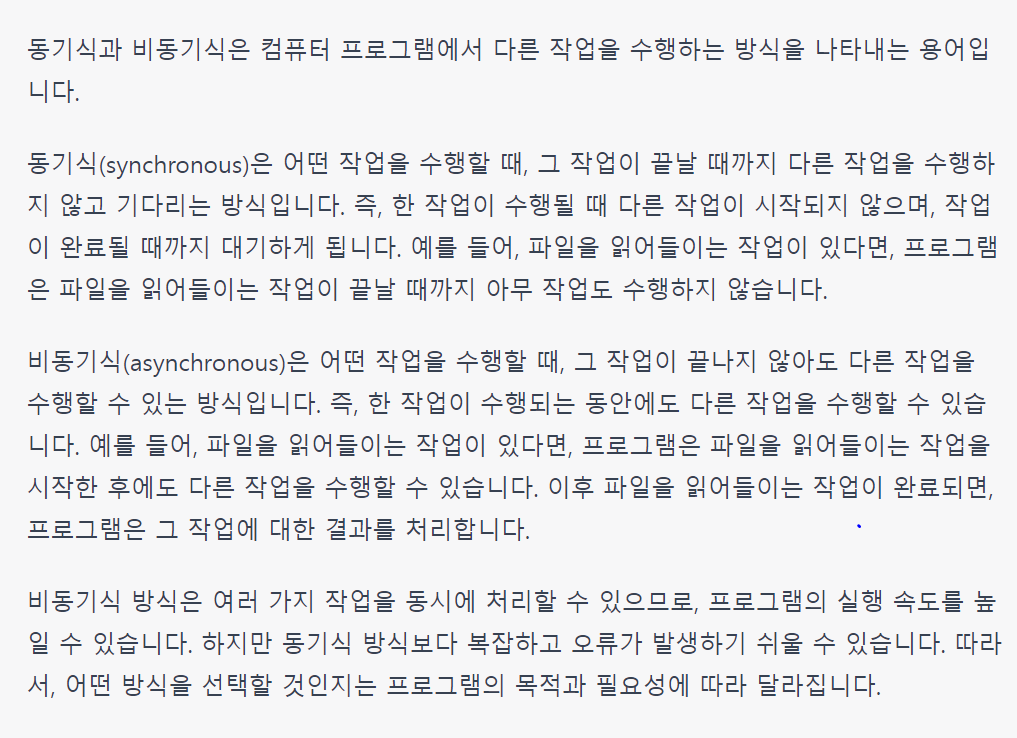 동기식과 비동기식은 컴퓨터 프로그램에서 다른 작업을 수행하는 방식을 나타내는 용어입
니다.
동기식(synchronous)은 어떤 작업을 수행할 때, 그 작업이 끝날 때까지 다른 작업을 수행하
지 않고 기다리는 방식입니다. 즉, 한 작업이 수행될 때 다른 작업이 시작되지 않으며, 작업
이 완료될 때까지 대기하게 됩니다. 예를 들어, 파일을 읽어들이는 작업이 있다면, 프로그램
은 파일을 읽어들이는 작업이 끝날 때까지 아무 작업도 수행하지 않습니다.
비동기식(asynchronous)은 어떤 작업을 수행할 때, 그 작업이 끝나지 않아도 다른 작업을
수행할 수 있는 방식입니다. 즉, 한 작업이 수행되는 동안에도 다른 작업을 수행할 수 있습
니다. 예를 들어, 파일을 읽어들이는 작업이 있다면, 프로그램은 파일을 읽어들이는 작업을
시작한 후에도 다른 작업을 수행할 수 있습니다. 이후 파일을 읽어들이는 작업이 완료되면,
프로그램은 그 작업에 대한 결과를 처리합니다.
비동기식 방식은 여러 가지 작업을 동시에 처리할 수 있으므로, 프로그램의 실행 속도를 높
일 수 있습니다. 하지만 동기식 방식보다 복잡하고 오류가 발생하기 쉬울 수 있습니다. 따라
서, 어떤 방식을 선택할 것인지는 프로그램의 목적과 필요성에 따라 달라집니다.